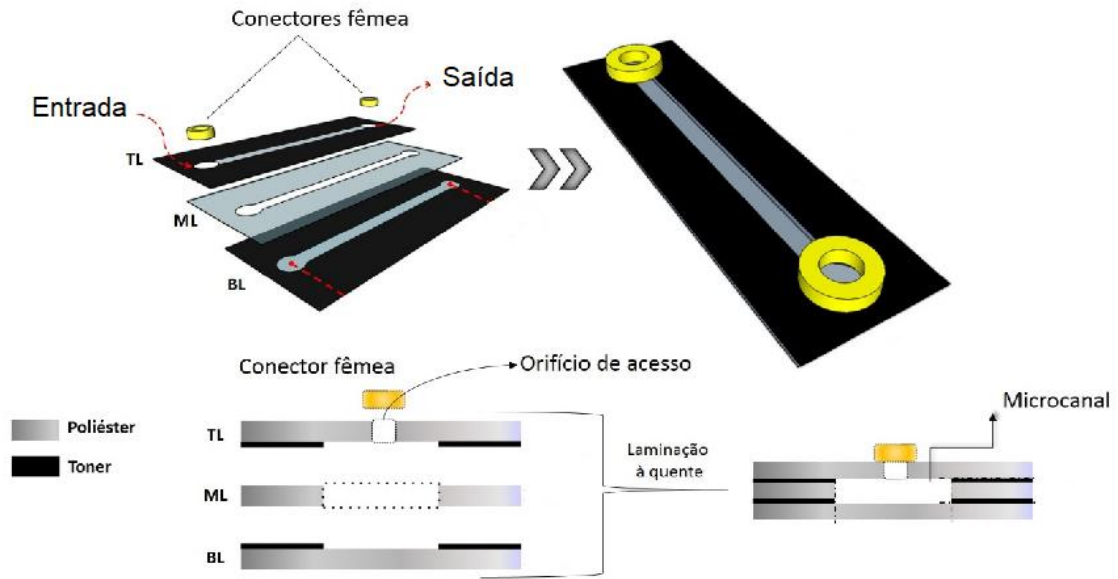 Conectores fêmea
Entrada
Saída
TL
ML
BL
Conector fêmea
Orifício de acesso
Microcanal
Poliéster
Toner
TL
ML
BL
Laminação
à quente